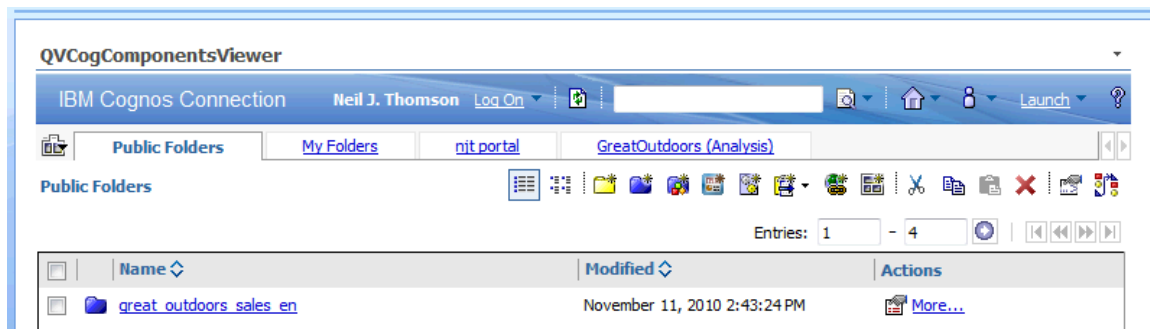 QVCogComponentsViewer
IBM Cognos Connection Neil J. Thomson Log On Launch ?
Public Folders My Folders njt portal GreatOutdoors (Analysis)
Public Folders
Entries: 1 - 4
Name Modified Actions
great_outdoors_sales_en November 11, 2010 2:43:24 PM More...